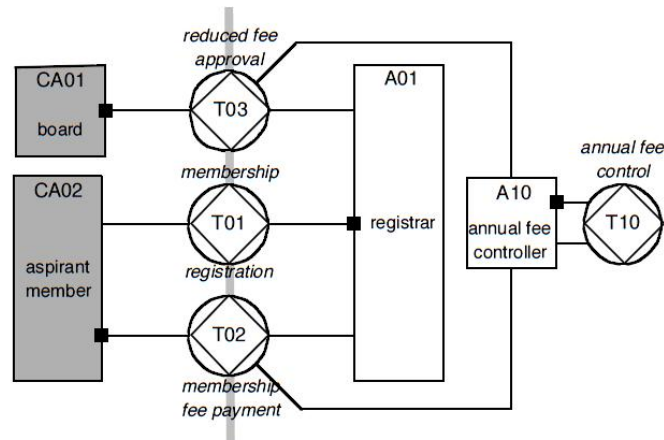 reduced fee
approval
CA01
board
T03
A01
registrar
membership
T01
registration
CA02
aspirant
member
T02
membership
fee payment
A10
annual fee
controller
annual fee
control
T10